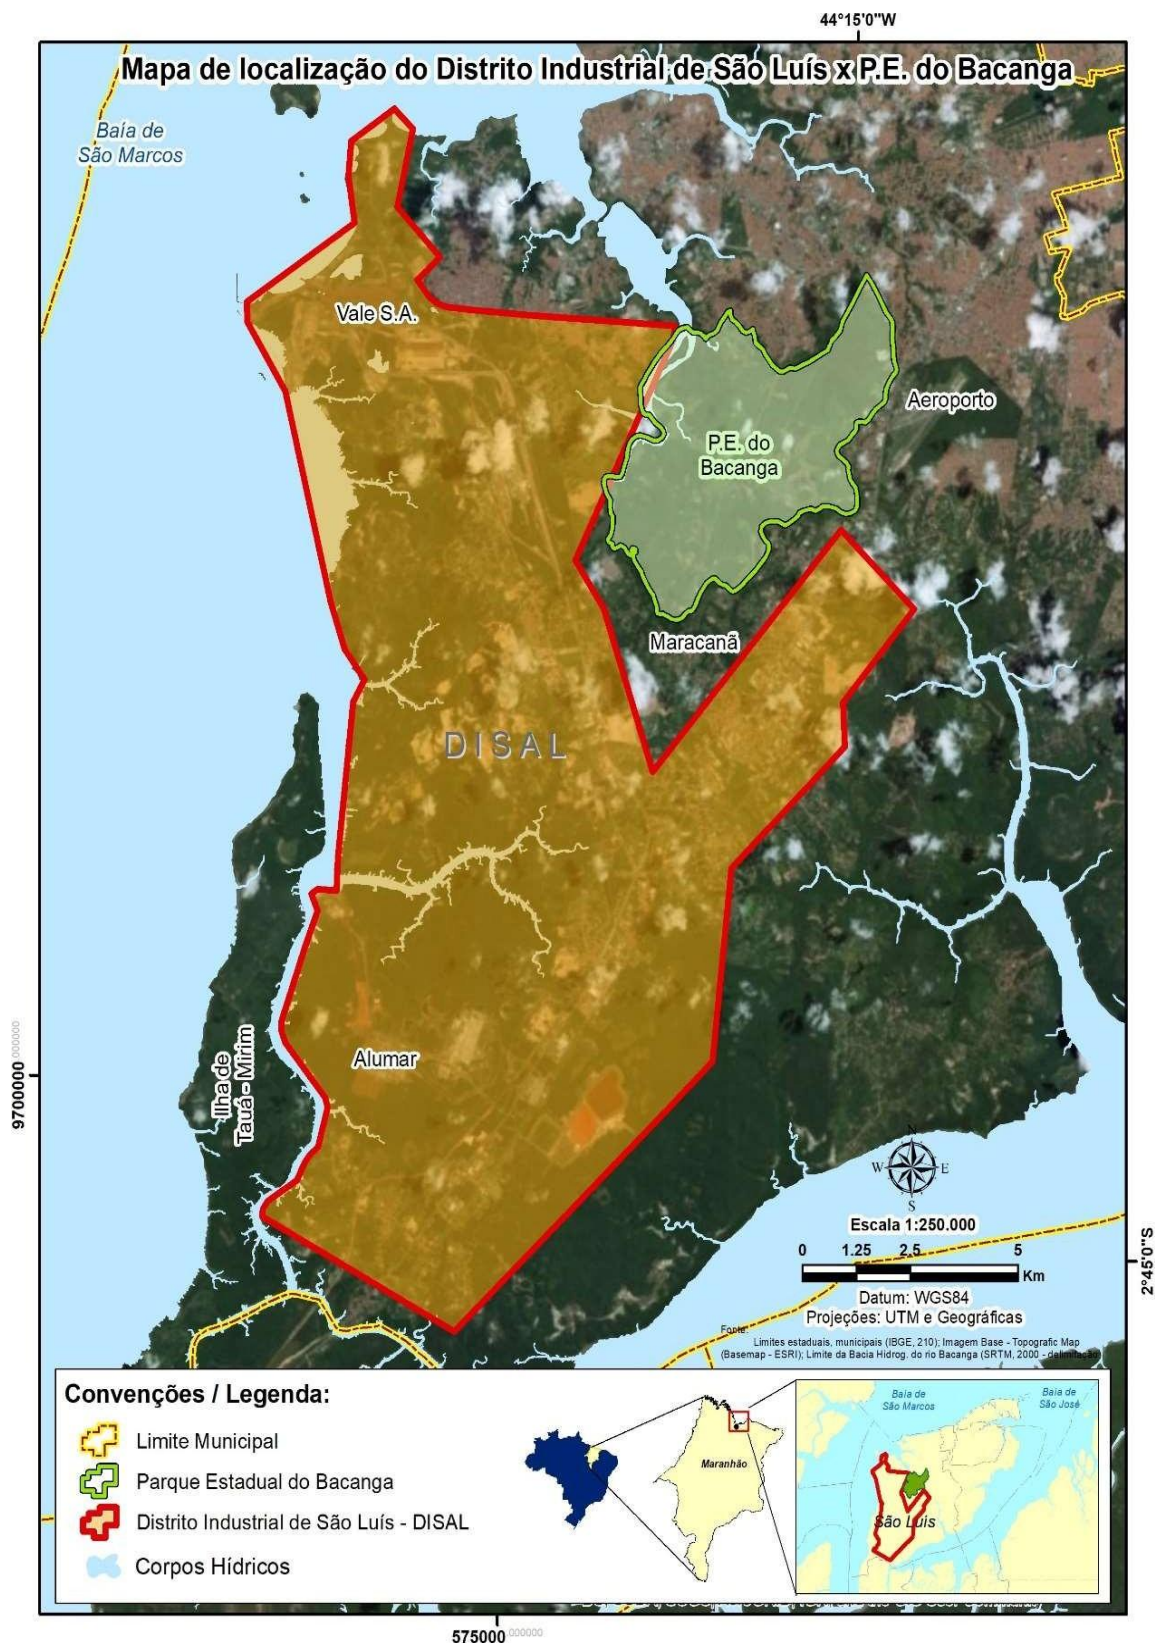 44°15'0"W
Mapa de localização do Distrito Industrial de São Luís x P.E. do Bacanga
Baía de
São Marcos
Vale S.A.
Aeroporto
P.E. do
Bacanga
Maracanã
DISAL
Ilha de
Tauá - Mirim
Alumar
9700000,000000
N
W E
S
Escala 1:250.000
0 1.25 2.5 5
Km
2°45'0"S
Datum: WGS84
Projeções: UTM e Geográficas
Fonte:
Limites estaduais, municipais (IBGE, 210); Imagem Base - Topografic Map
(Basemap - ESRI); Limite da Bacia Hidrog. do rio Bacanga (SRTM, 2000 - delimitação
Convenções / Legenda:
Limite Municipal
Parque Estadual do Bacanga
Distrito Industrial de São Luís - DISAL
Corpos Hídricos
Maranhão
Baia de
São Marcos
Baia de
São José
São Luís
575000,000000